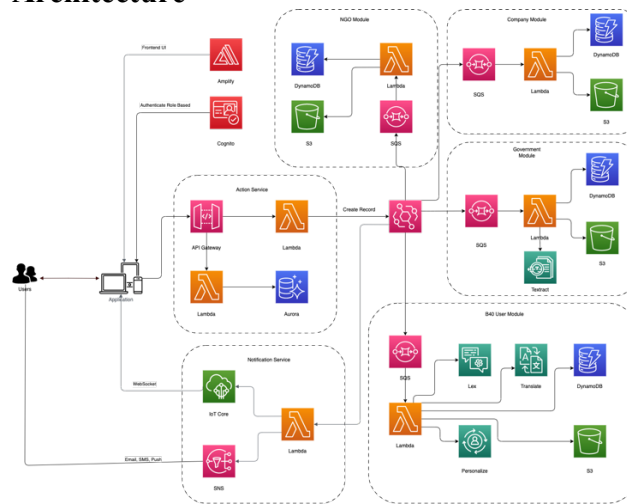 Architecture
Frontend UI
Amplify
Authenticate Role Based
Cognito
NGO Module
DynamoDB
Lambda
S3
SQS
Company Module
SQS
Lambda
DynamoDB
S3
Government
Module
SQS
Lambda
DynamoDB
S3
Textract
Action Service
API Gateway
Lambda
Create Record
Lambda
Aurora
Users
Application
Notification Service
WebSocket
IoT Core
Lambda
Email, SMS, Push
SNS
B40 User Module
SQS
Lex
Translate
DynamoDB
Lambda
Personalize
S3